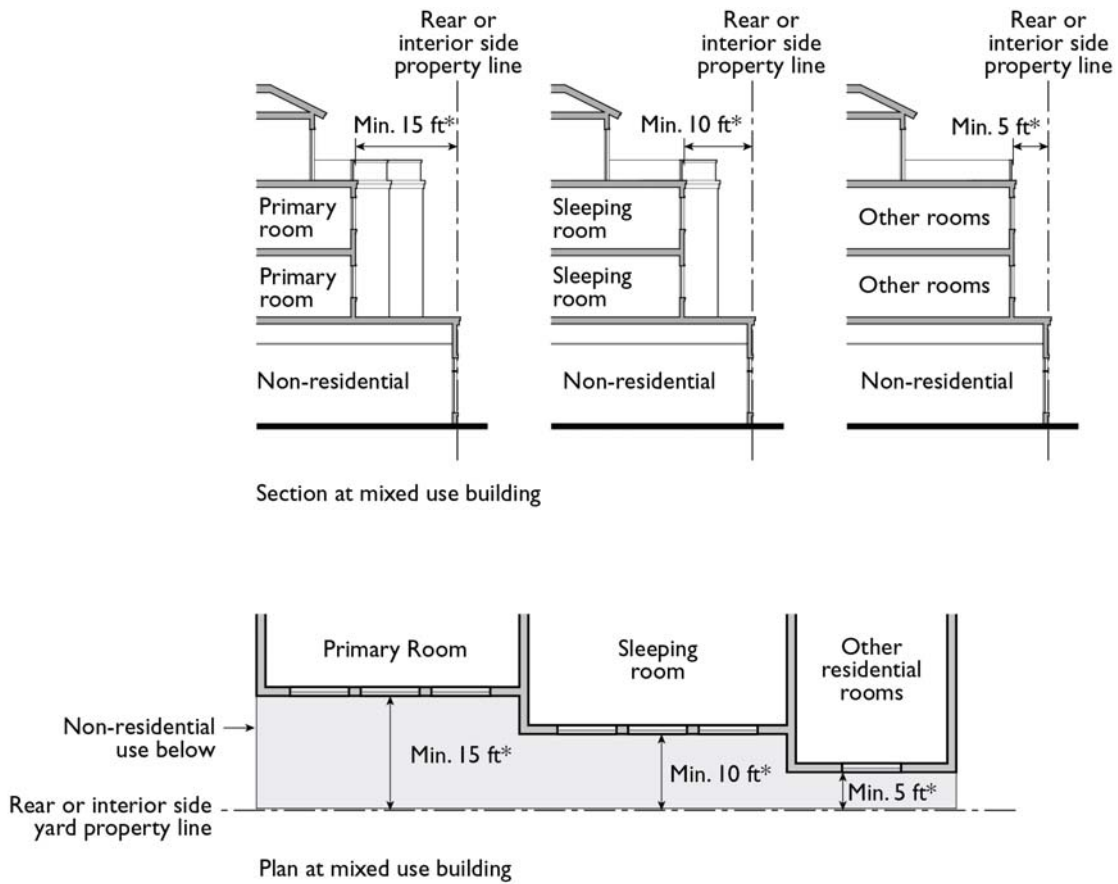 Rear or
interior side
property line
Rear or
interior side
property line
Rear or
interior side
property line
Min. 15 ft*
Min. 10 ft*
Min. 5 ft*
Primary
room
Primary
room
Non-residential
Sleeping
room
Sleeping
room
Non-residential
Other rooms
Other rooms
Non-residential
Section at mixed use building
Primary Room
Sleeping
room
Other
residential
rooms
Non-residential
use below
Min. 15 ft*
Min. 10 ft*
Min. 5 ft*
Rear or interior side
yard property line
Plan at mixed use building